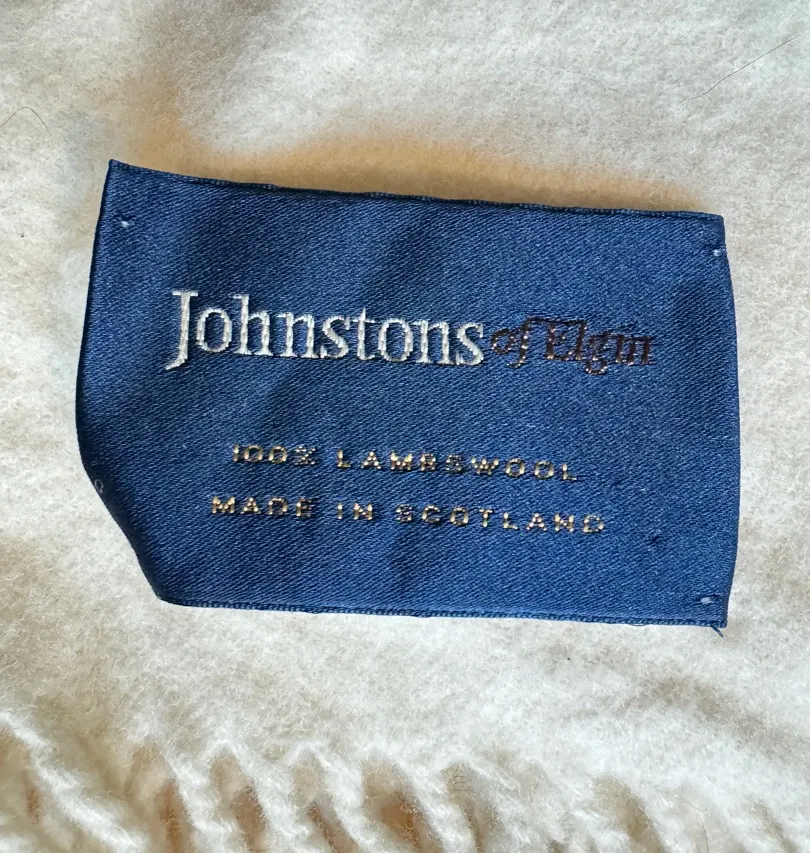 Johnstons of Elgin
100% LAMBSWOOL
MADE IN SCOTLAND